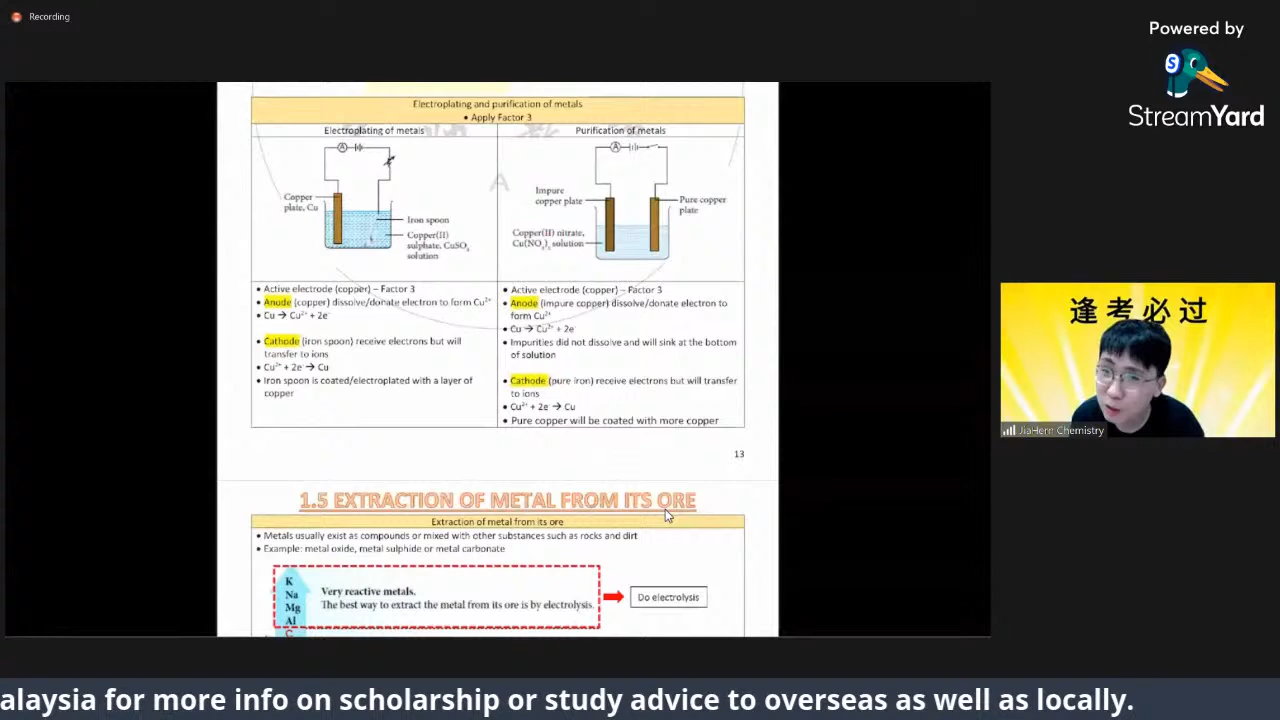 Recording
Powered by
StreamYard
Electroplating and purification of metals
• Apply Factor 3
Electroplating of metals
Purification of metals
Copper
plate, Cu
Iron spoon
Copper(II)
sulphate, CuSO₄
solution
Impure
copper plate
Pure copper
plate
Copper(II) nitrate,
Cu(NO₃)₂ solution
• Active electrode (copper) – Factor 3
• Anode (copper) dissolve/donate electron to form Cu²⁺
• Cu → Cu²⁺ + 2e⁻
• Cathode (iron spoon) receive electrons but will
transfer to ions
• Cu²⁺ + 2e⁻ → Cu
• Iron spoon is coated/electroplated with a layer of
copper
• Active electrode (copper) – Factor 3
• Anode (impure copper) dissolve/donate electron to
form Cu²⁺
• Cu → Cu²⁺ + 2e⁻
• Impurities did not dissolve and will sink at the bottom
of solution
• Cathode (pure iron) receive electrons but will transfer
to ions
• Cu²⁺ + 2e → Cu
• Pure copper will be coated with more copper
13
1.5 EXTRACTION OF METAL FROM ITS ORE
Extraction of metal from its ore
• Metals usually exist as compounds or mixed with other substances such as rocks and dirt
• Example: metal oxide, metal sulphide or metal carbonate
K
Na
Mg
Al
C
Very reactive metals.
The best way to extract the metal from its ore is by electrolysis.
Do electrolysis
逢考必过
JiaHern Chemistry
alaysia for more info on scholarship or study advice to overseas as well as locally.